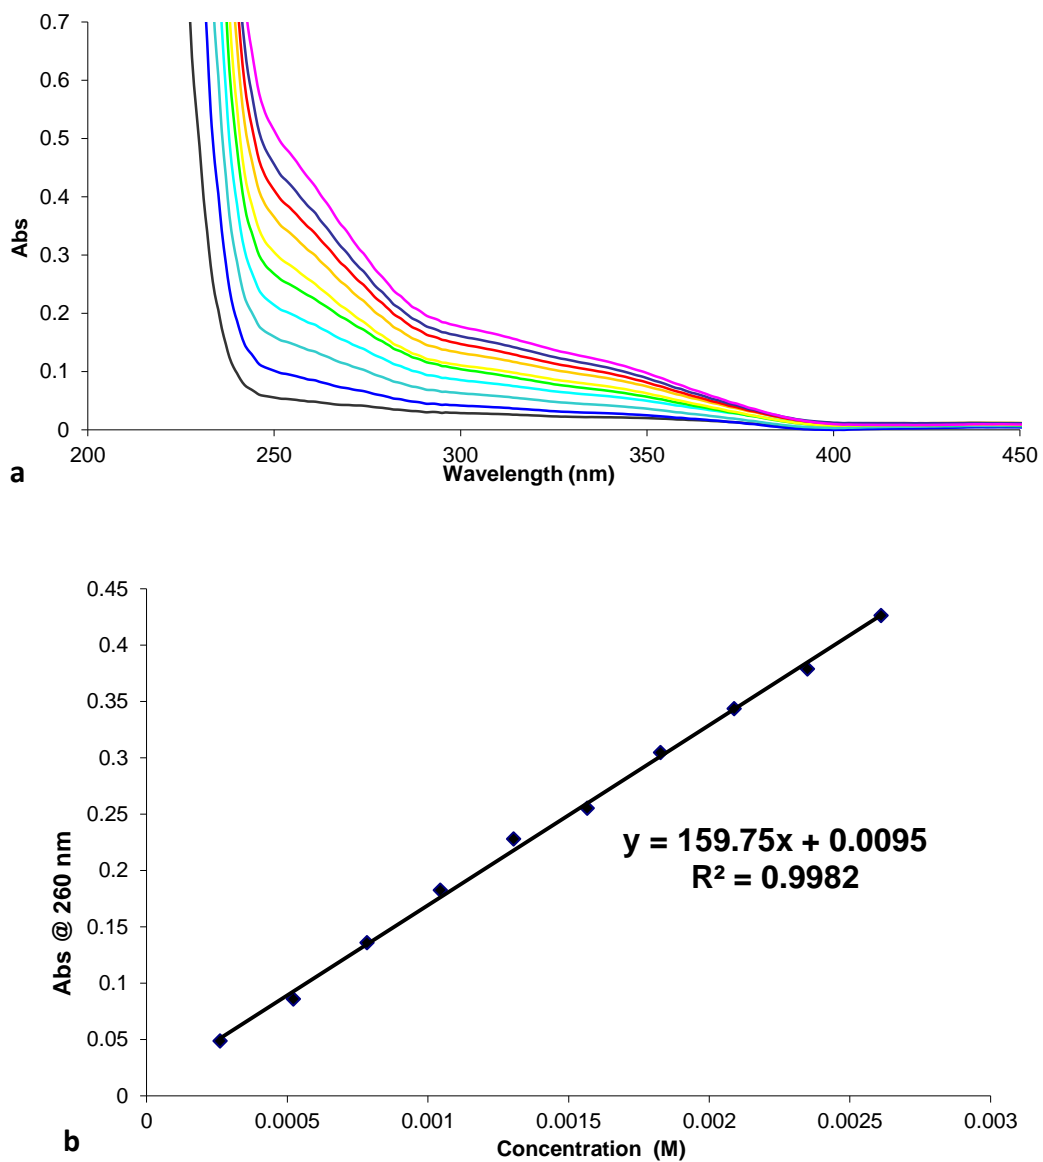 0.7
0.6
0.5
0.4
0.3
0.2
0.1
0
Abs
200 250 300 350 400 450
Wavelength (nm)
a
0.45
0.4
0.35
0.3
0.25
0.2
0.15
0.1
0.05
0
Abs @ 260 nm
y = 159.75x + 0.0095
R² = 0.9982
0 0.0005 0.001 0.0015 0.002 0.0025 0.003
Concentration (M)
b